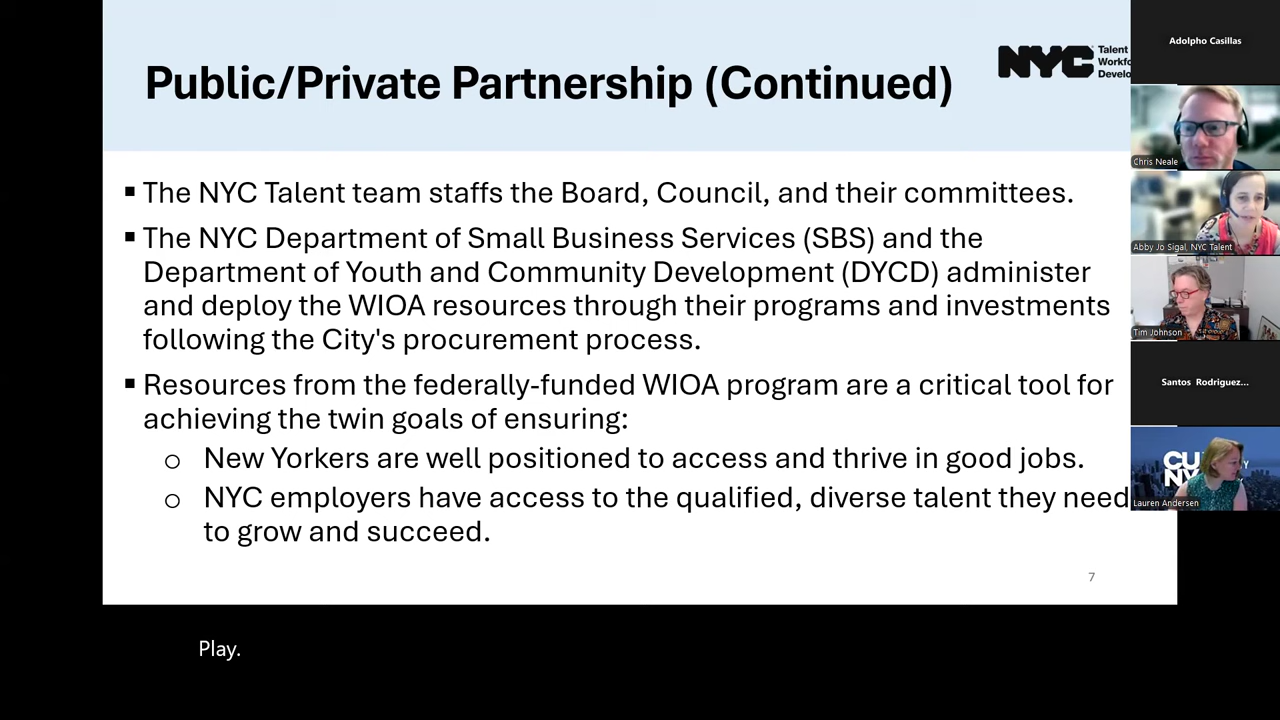 Public/Private Partnership (Continued)
NYC Talent
Workfo
Develo
▪ The NYC Talent team staffs the Board, Council, and their committees.
▪ The NYC Department of Small Business Services (SBS) and the
Department of Youth and Community Development (DYCD) administer
and deploy the WIOA resources through their programs and investments
following the City's procurement process.
▪ Resources from the federally-funded WIOA program are a critical tool for
achieving the twin goals of ensuring:
o New Yorkers are well positioned to access and thrive in good jobs.
o NYC employers have access to the qualified, diverse talent they need
to grow and succeed.
7
Play.
Adolpho Casillas
Chris Neale
Abby Jo Sigal, NYC Talent
Tim Johnson
Santos Rodriguez...
CU
NY
Lauren Andersen